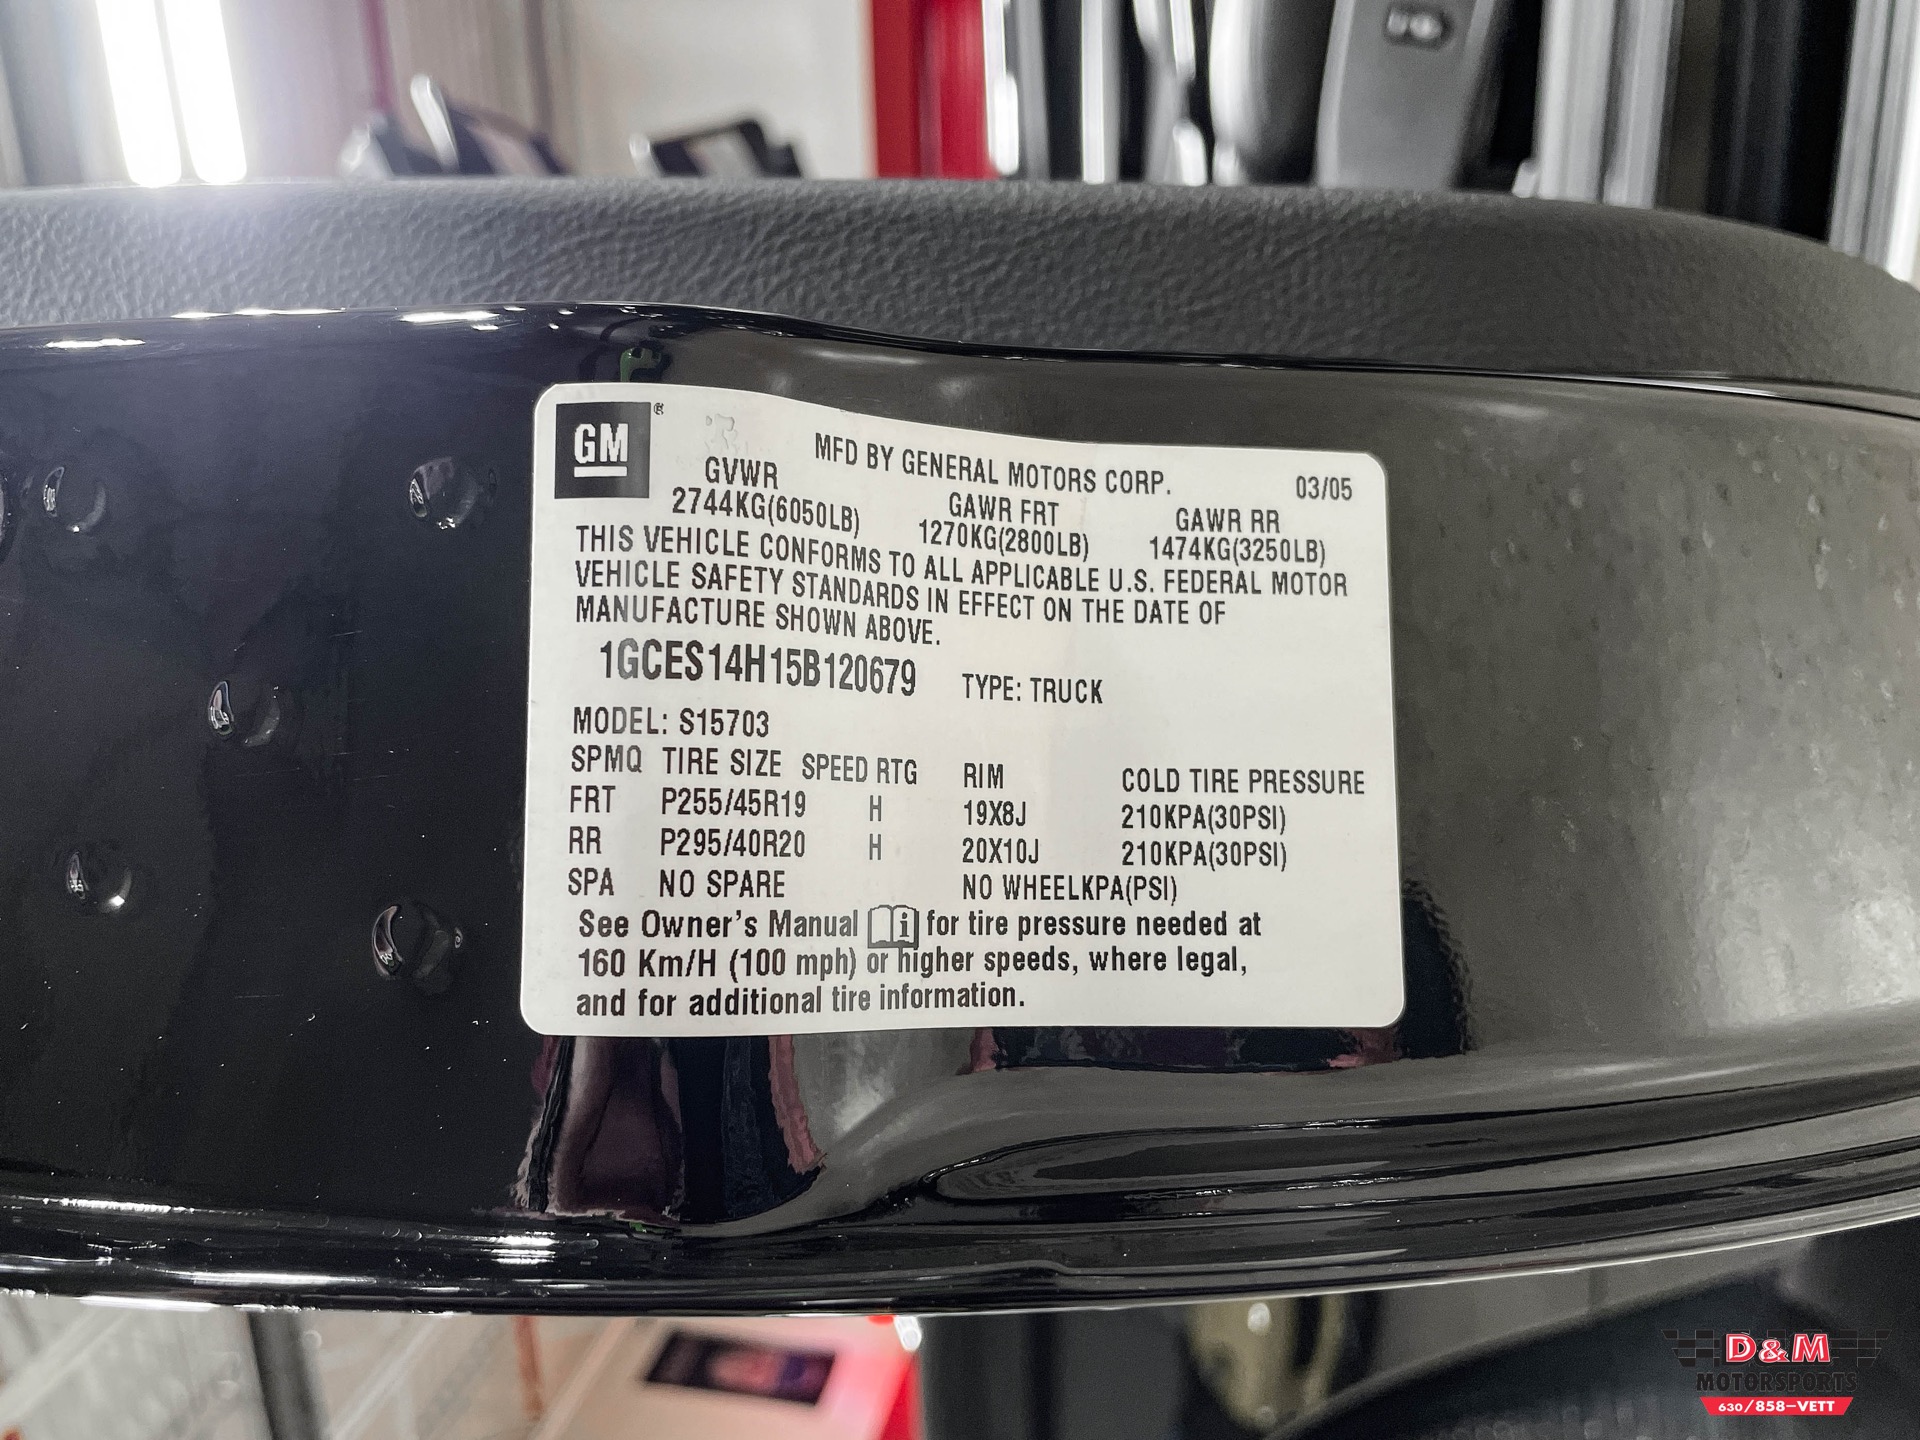 GM ®
MFD BY GENERAL MOTORS CORP. 03/05
GVWR GAWR FRT GAWR RR
2744KG(6050LB) 1270KG(2800LB) 1474KG(3250LB)
THIS VEHICLE CONFORMS TO ALL APPLICABLE U.S. FEDERAL MOTOR
VEHICLE SAFETY STANDARDS IN EFFECT ON THE DATE OF
MANUFACTURE SHOWN ABOVE.
1GCES14H15B120679 TYPE: TRUCK
MODEL: S15703
SPMQ TIRE SIZE SPEED RTG RIM COLD TIRE PRESSURE
FRT P255/45R19 H 19X8J 210KPA(30PSI)
RR P295/40R20 H 20X10J 210KPA(30PSI)
SPA NO SPARE NO WHEELKPA(PSI)
See Owner's Manual i for tire pressure needed at
160 Km/H (100 mph) or higher speeds, where legal,
and for additional tire information.
D&M
MOTORSPORTS
630/858-VETT